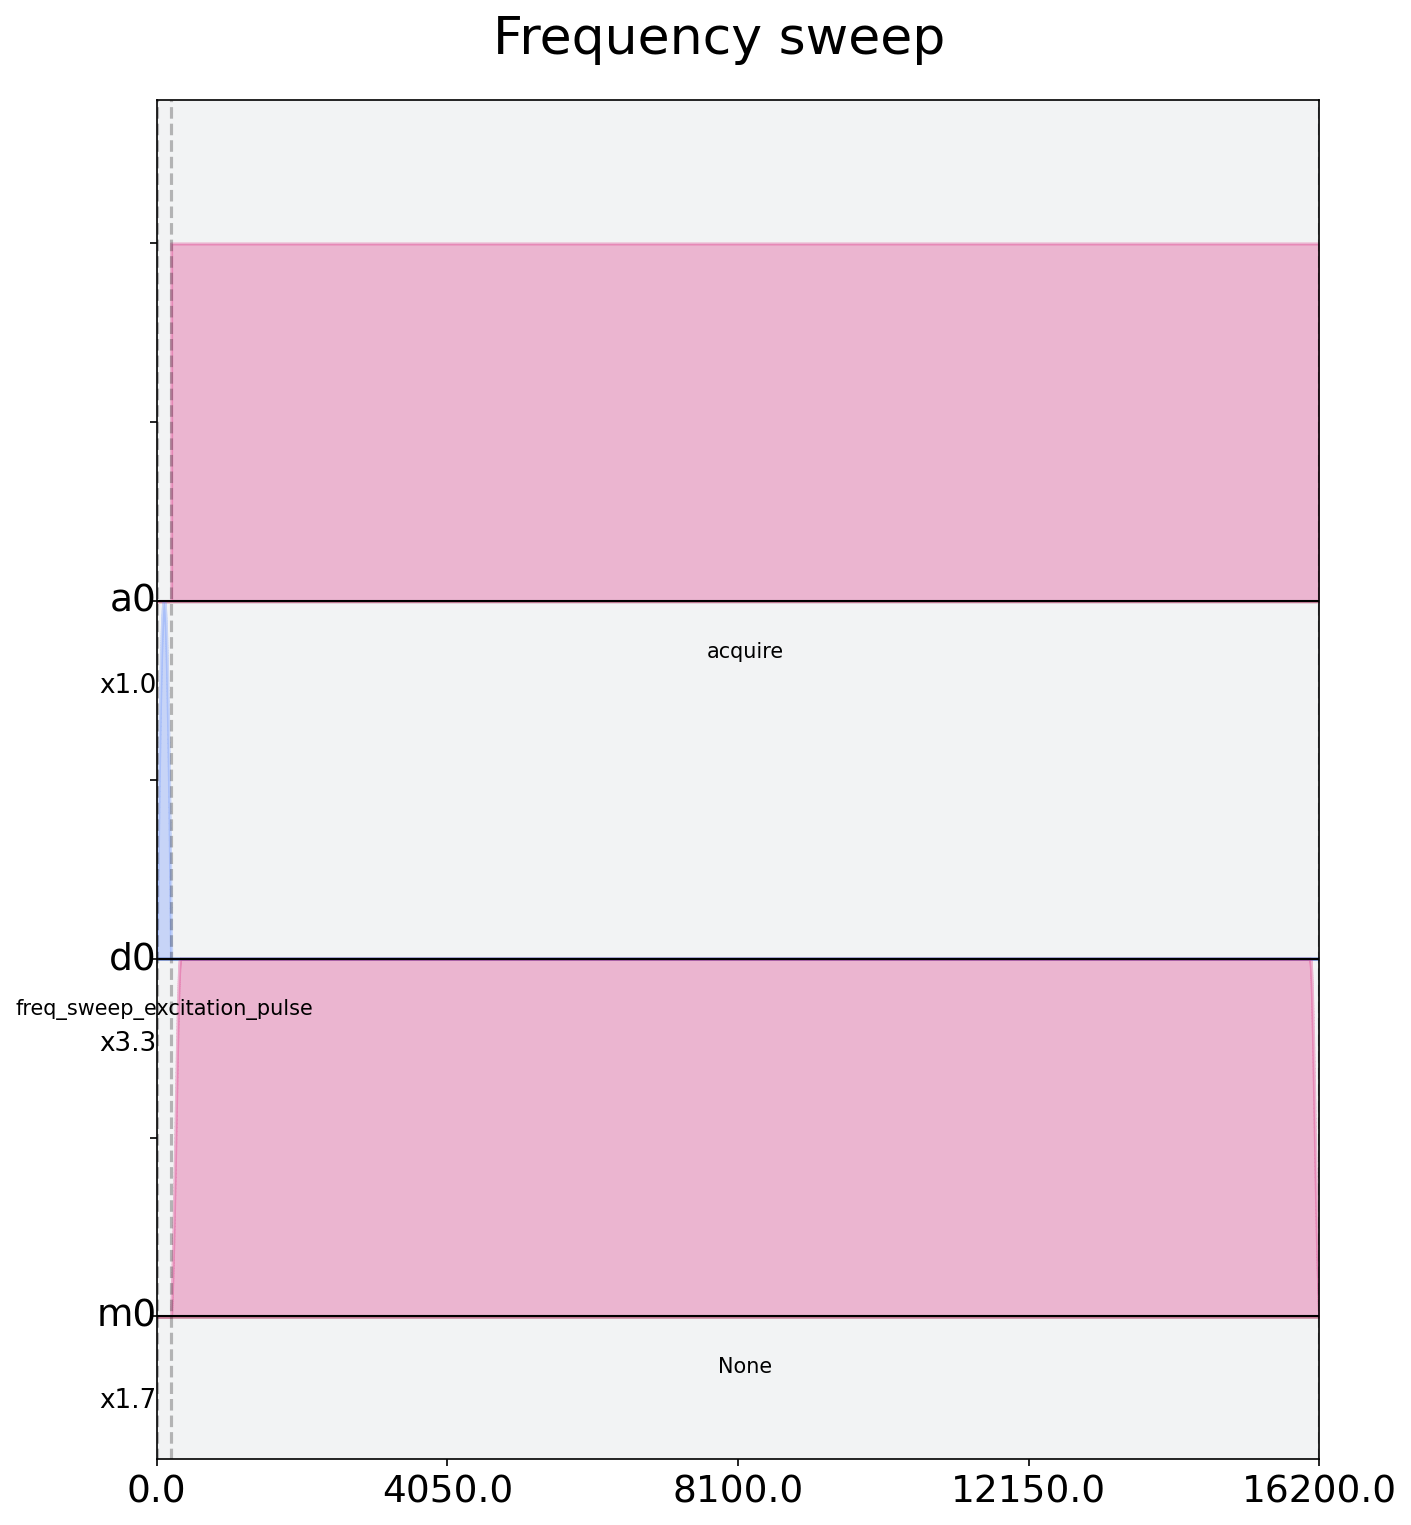 Frequency sweep
a0
acquire
x1.0
d0
freq_sweep_excitation_pulse
x3.3
m0
None
x1.7
0.0 4050.0 8100.0 12150.0 16200.0